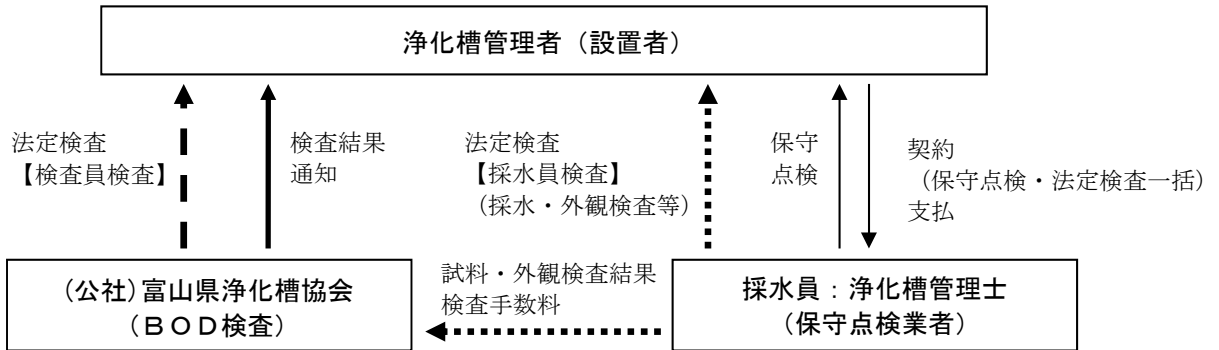 浄化槽管理者（設置者）
法定検査
【検査員検査】
検査結果
通知
法定検査
【採水員検査】
（採水・外観検査等）
保守
点検
契約
（保守点検・法定検査一括）
支払
（公社）富山県浄化槽協会
（ＢＯＤ検査）
試料・外観検査結果
検査手数料
採水員：浄化槽管理士
（保守点検業者）